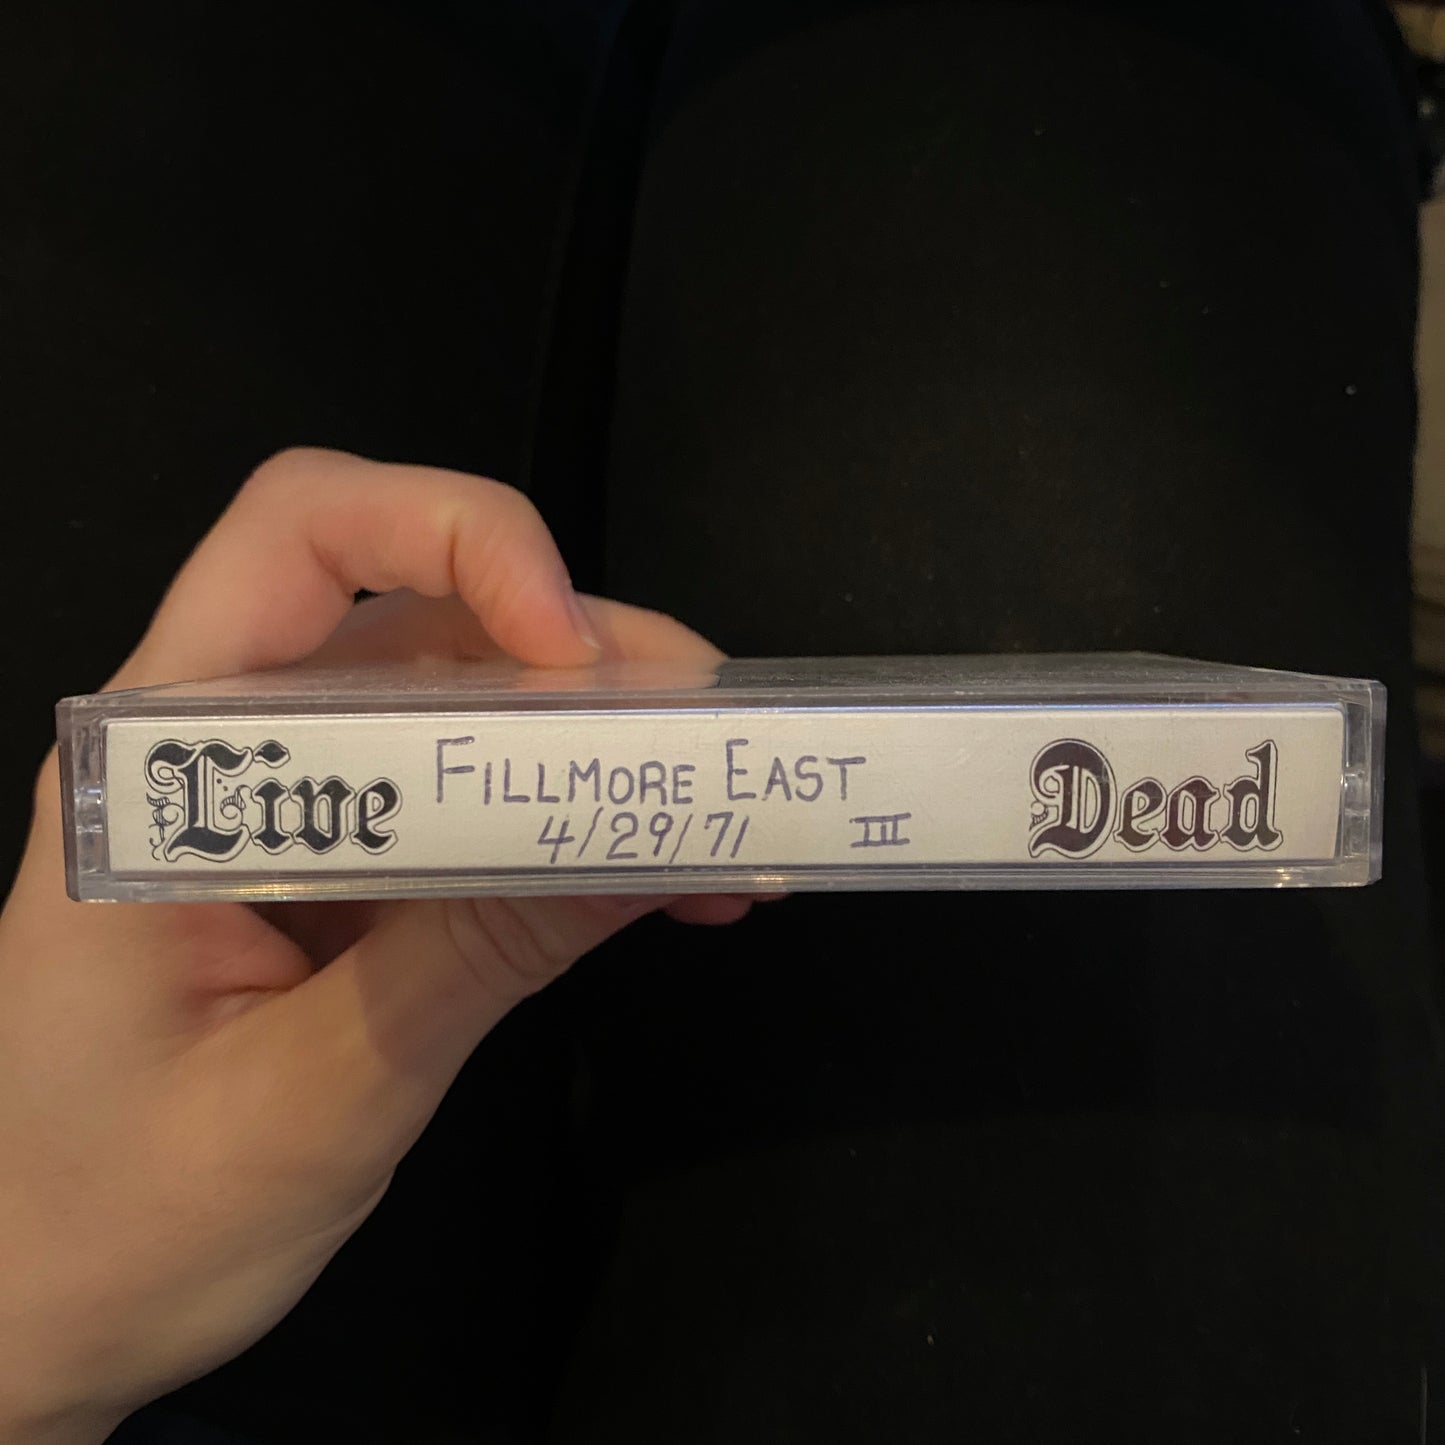 Live FILLMORE EAST Dead
4/29/71 III